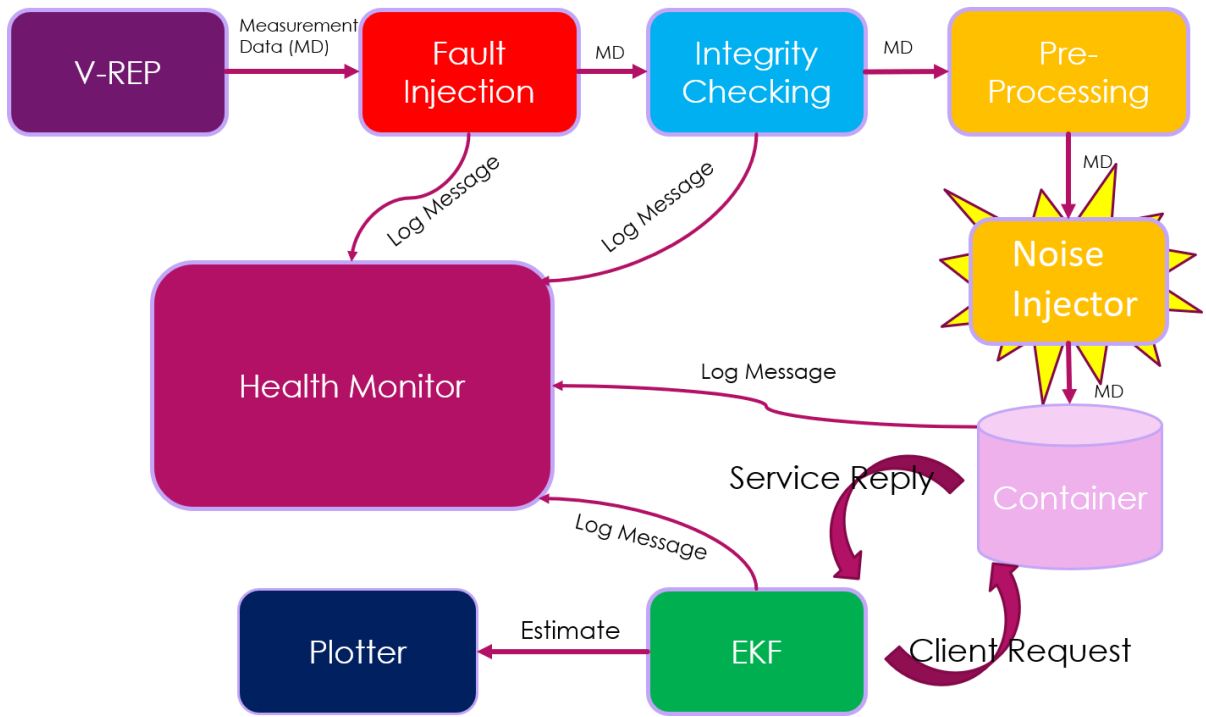 V-REP
Measurement
Data (MD)
Fault
Injection
MD
Integrity
Checking
MD
Pre-
Processing
MD
Log Message
Log Message
Noise
Injector
MD
Health Monitor
Log Message
Service Reply
Container
Log Message
Plotter
Estimate
EKF
Client Request